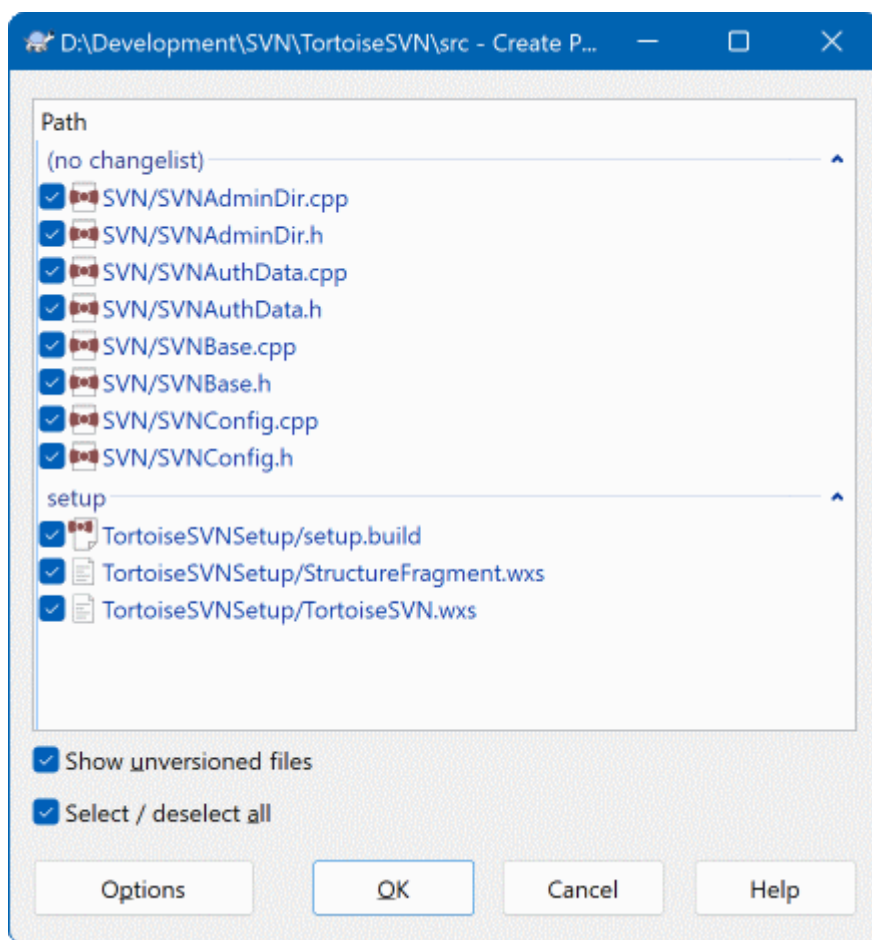 D:\Development\SVN\TortoiseSVN\src - Create P...
Path
(no changelist)
SVN/SVNAdminDir.cpp
SVN/SVNAdminDir.h
SVN/SVNAuthData.cpp
SVN/SVNAuthData.h
SVN/SVNBase.cpp
SVN/SVNBase.h
SVN/SVNConfig.cpp
SVN/SVNConfig.h
setup
TortoiseSVNSetup/setup.build
TortoiseSVNSetup/StructureFragment.wxs
TortoiseSVNSetup/TortoiseSVN.wxs
Show unversioned files
Select / deselect all
Options OK Cancel Help